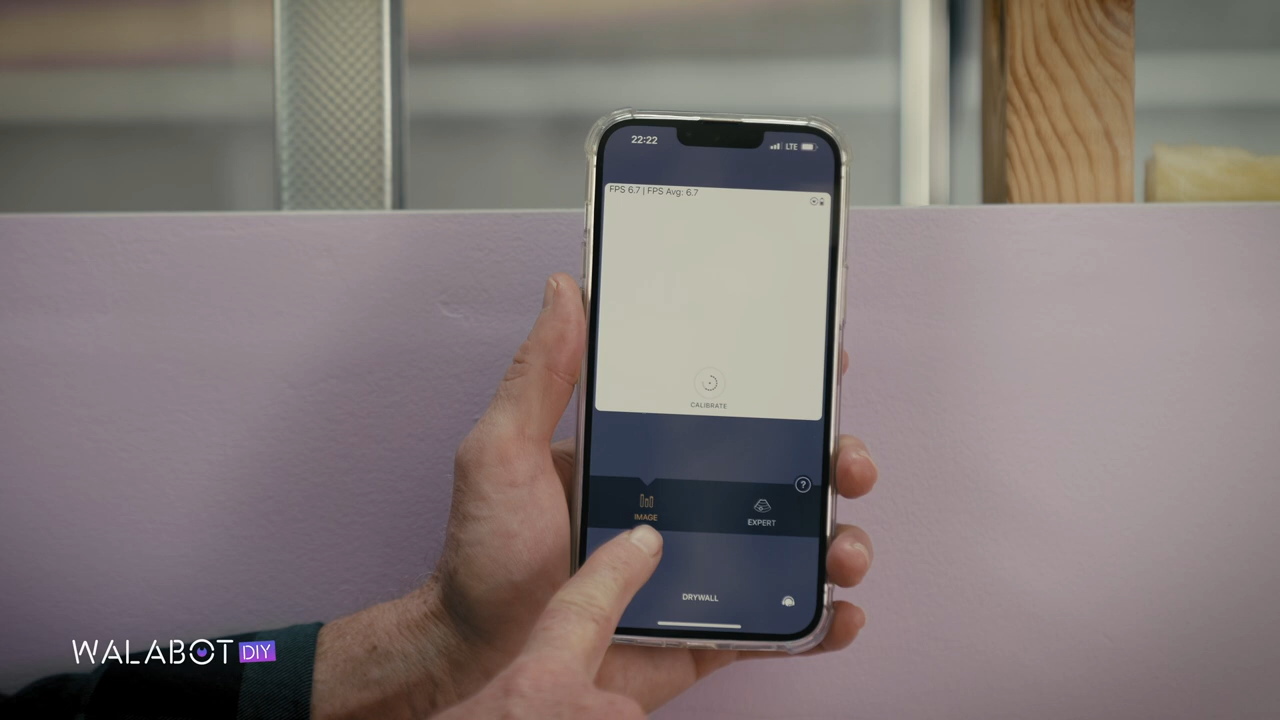 22:22
LTE
FPS 6.7 | FPS Avg: 6.7
CALIBRATE
?
IMAGE
EXPERT
DRYWALL
WALABOT DIY